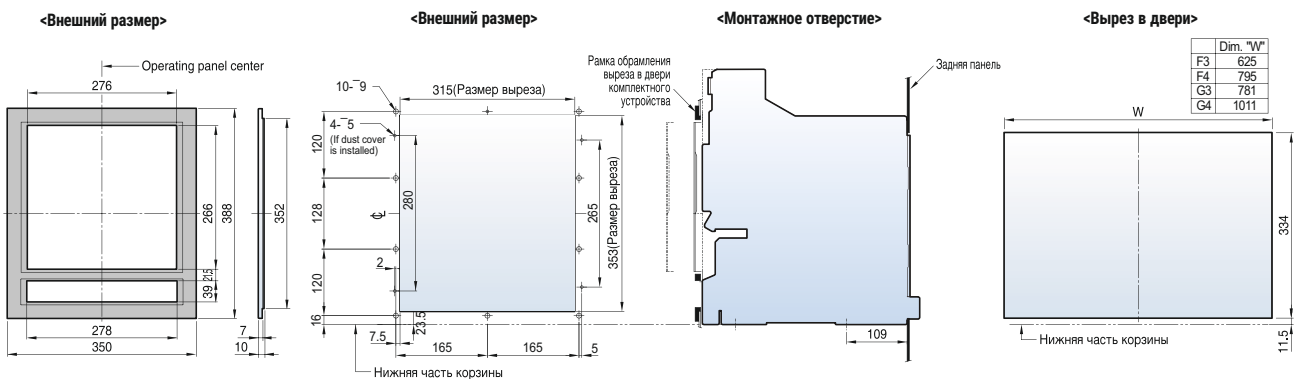 <Внешний размер>
Operating panel center
276
266
388
21,5
39
278
350
352
7
10
<Внешний размер>
10-¯9
315(Размер выреза)
4-¯5
(If dust cover
is installed)
120
128
120
16
280
2
265
353(Размер выреза)
23.5
7.5
165
165
5
Нижняя часть корзины
<Монтажное отверстие>
Рамка обрамления
выреза в двери
комплектного
устройства
Задняя панель
109
<Вырез в двери>
Dim. "W"
F3 625
F4 795
G3 781
G4 1011
W
334
11.5
Нижняя часть корзины